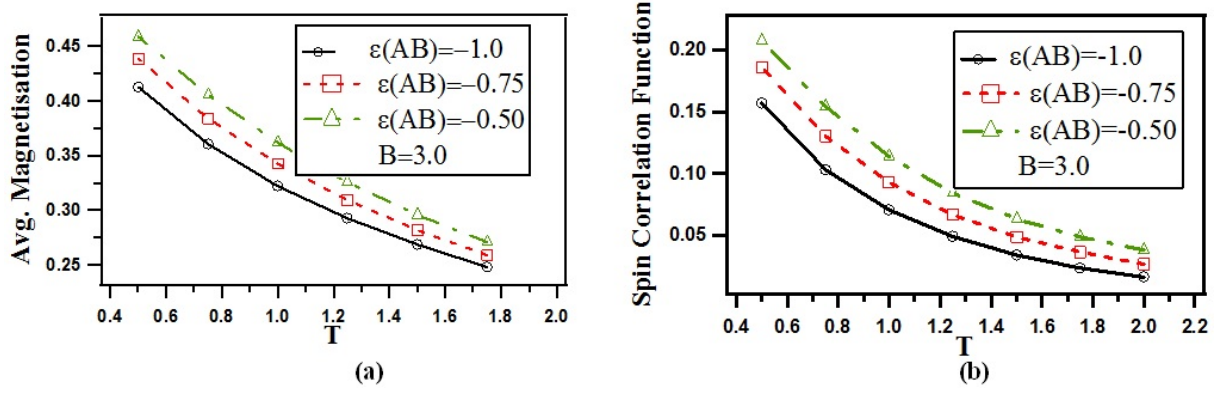 Avg. Magnetisation
0.45
0.40
0.35
0.30
0.25
ε(AB)=−1.0
ε(AB)=−0.75
ε(AB)=−0.50
B=3.0
0.4 0.6 0.8 1.0 1.2 1.4 1.6 1.8 2.0
T
(a)
Spin Correlation Function
0.20
0.15
0.10
0.05
ε(AB)=-1.0
ε(AB)=-0.75
ε(AB)=-0.50
B=3.0
0.4 0.6 0.8 1.0 1.2 1.4 1.6 1.8 2.0 2.2
T
(b)